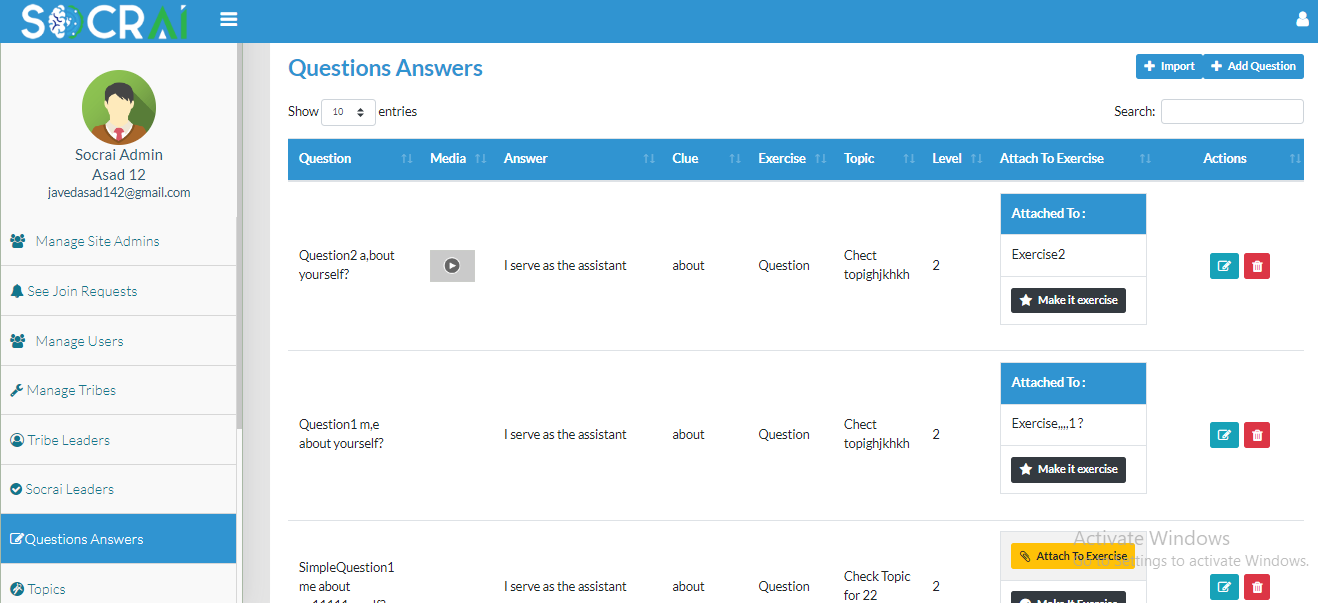 SOCRAi
Socrai Admin
Asad 12
javedasad142@gmail.com
Manage Site Admins
See Join Requests
Manage Users
Manage Tribes
Tribe Leaders
Socrai Leaders
Questions Answers
Topics
Questions Answers
Import
Add Question
Show 10 entries
Search:
Question Media Answer Clue Exercise Topic Level Attach To Exercise Actions
Question2 a,bout
yourself?
I serve as the assistant
about
Question
Chect
topighjkhkh
2
Attached To :
Exercise2
Make it exercise
Question1 m,e
about yourself?
I serve as the assistant
about
Question
Chect
topighjkhkh
2
Attached To :
Exercise,,,,1 ?
Make it exercise
SimpleQuestion1
me about
I serve as the assistant
about
Question
Check Topic
for 22
2
Attach To Exercise
Make It Exercise
Activate Windows
Go to Settings to activate Windows.